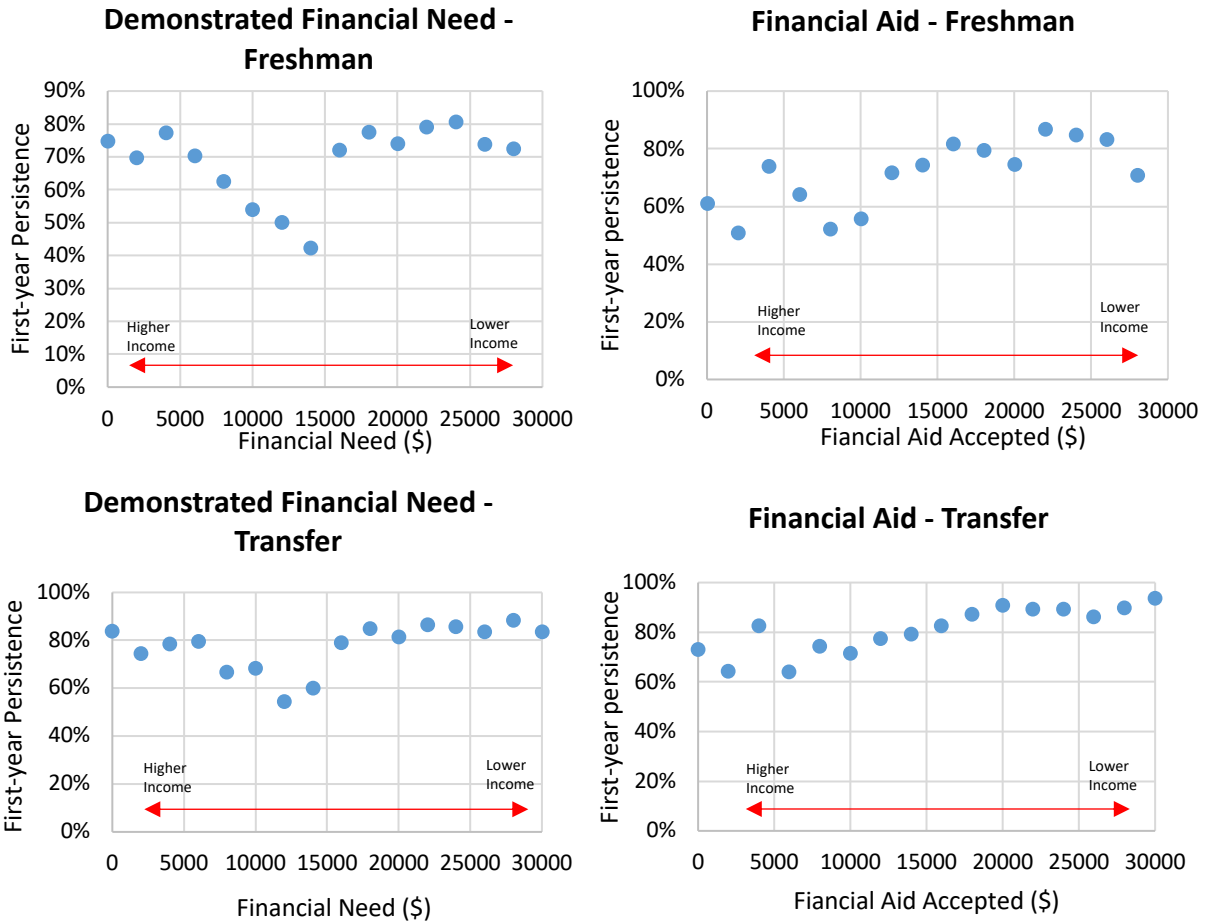 Demonstrated Financial Need -
Freshman
90%
80%
70%
60%
50%
40%
30%
20%
10%
0%
First-year Persistence
Higher
Income
Lower
Income
0 5000 10000 15000 20000 25000 30000
Financial Need ($)
Financial Aid - Freshman
100%
80%
60%
40%
20%
0%
First-year persistence
Higher
Income
Lower
Income
0 5000 10000 15000 20000 25000 30000
Fiancial Aid Accepted ($)
Demonstrated Financial Need -
Transfer
100%
80%
60%
40%
20%
0%
First-year Persistence
Higher
Income
Lower
Income
0 5000 10000 15000 20000 25000 30000
Financial Need ($)
Financial Aid - Transfer
100%
80%
60%
40%
20%
0%
First-year persistence
Higher
Income
Lower
Income
0 5000 10000 15000 20000 25000 30000
Fiancial Aid Accepted ($)